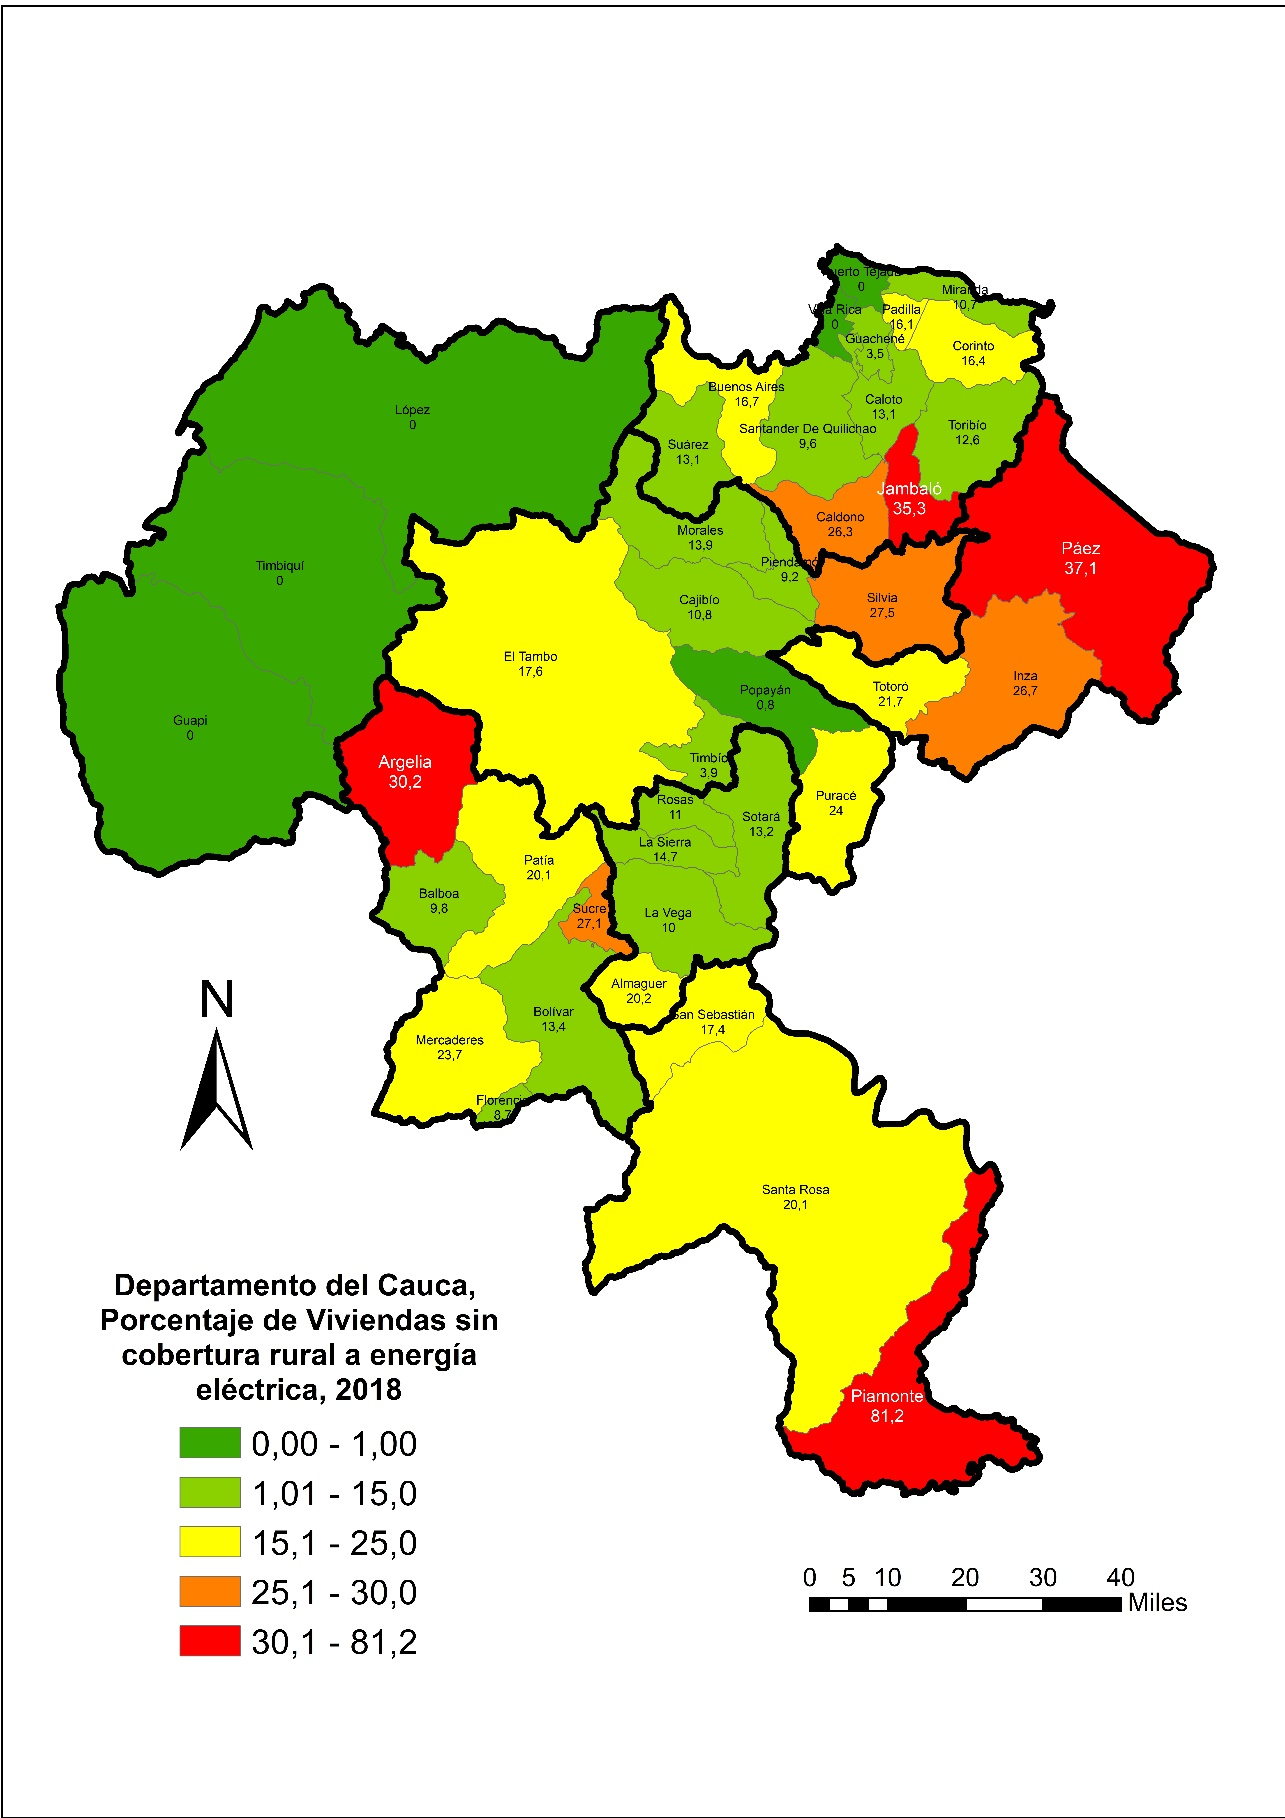 Puerto Tejada
0
Miranda
10,7
Villa Rica
0
Padilla
16,1
Guachené
3,5
Corinto
16,4
Buenos Aires
16,7
Caloto
13,1
López
0
Santander De Quilichao
9,6
Toribío
12,6
Suárez
13,1
Jambaló
35,3
Caldono
26,3
Morales
13,9
Páez
37,1
Timbiquí
0
Piendamó
9,2
Cajibío
10,8
Silvia
27,5
El Tambo
17,6
Inza
26,7
Totoró
21,7
Popayán
0,8
Guapi
0
Argelia
30,2
Timbío
3,9
Puracé
24
Rosas
11
Sotará
13,2
La Sierra
14,7
Patía
20,1
Balboa
9,8
Sucre
27,1
La Vega
10
Almaguer
20,2
San Sebastián
17,4
Bolívar
13,4
Mercaderes
23,7
Florencia
8,7
N
Santa Rosa
20,1
Piamonte
81,2
Departamento del Cauca,
Porcentaje de Viviendas sin
cobertura rural a energía
eléctrica, 2018
0,00 - 1,00
1,01 - 15,0
15,1 - 25,0
25,1 - 30,0
30,1 - 81,2
0 5 10 20 30 40
Miles